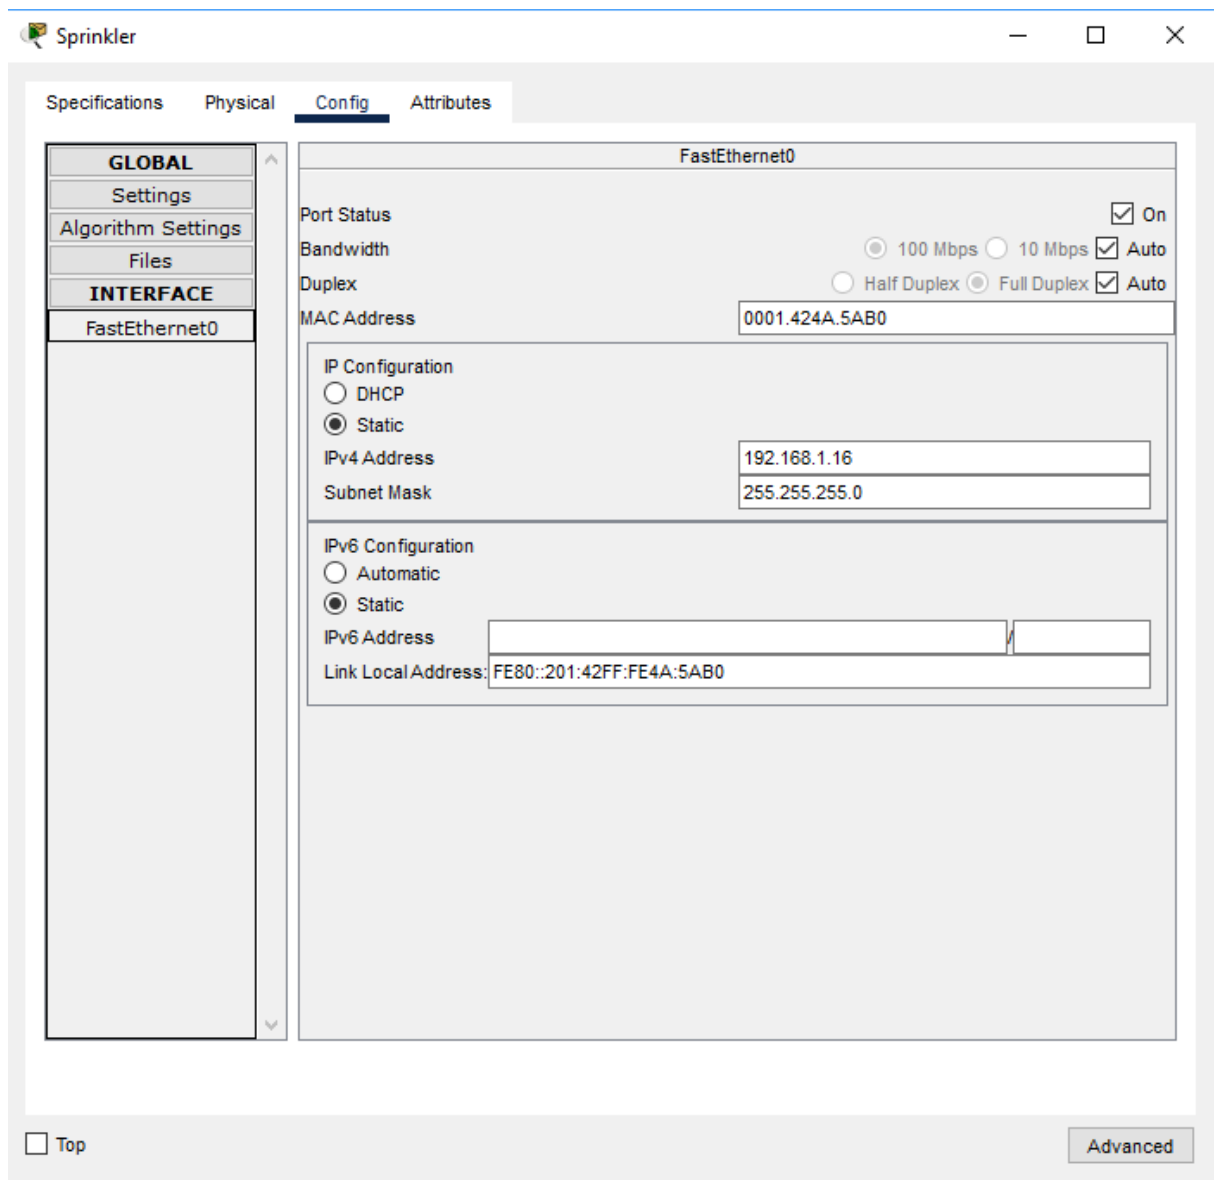 Sprinkler
Specifications Physical Config Attributes
GLOBAL
Settings
Algorithm Settings
Files
INTERFACE
FastEthernet0
FastEthernet0
Port Status On
Bandwidth 100 Mbps 10 Mbps Auto
Duplex Half Duplex Full Duplex Auto
MAC Address 0001.424A.5AB0
IP Configuration
DHCP
Static
IPv4 Address 192.168.1.16
Subnet Mask 255.255.255.0
IPv6 Configuration
Automatic
Static
IPv6 Address /
Link Local Address: FE80::201:42FF:FE4A:5AB0
Top Advanced